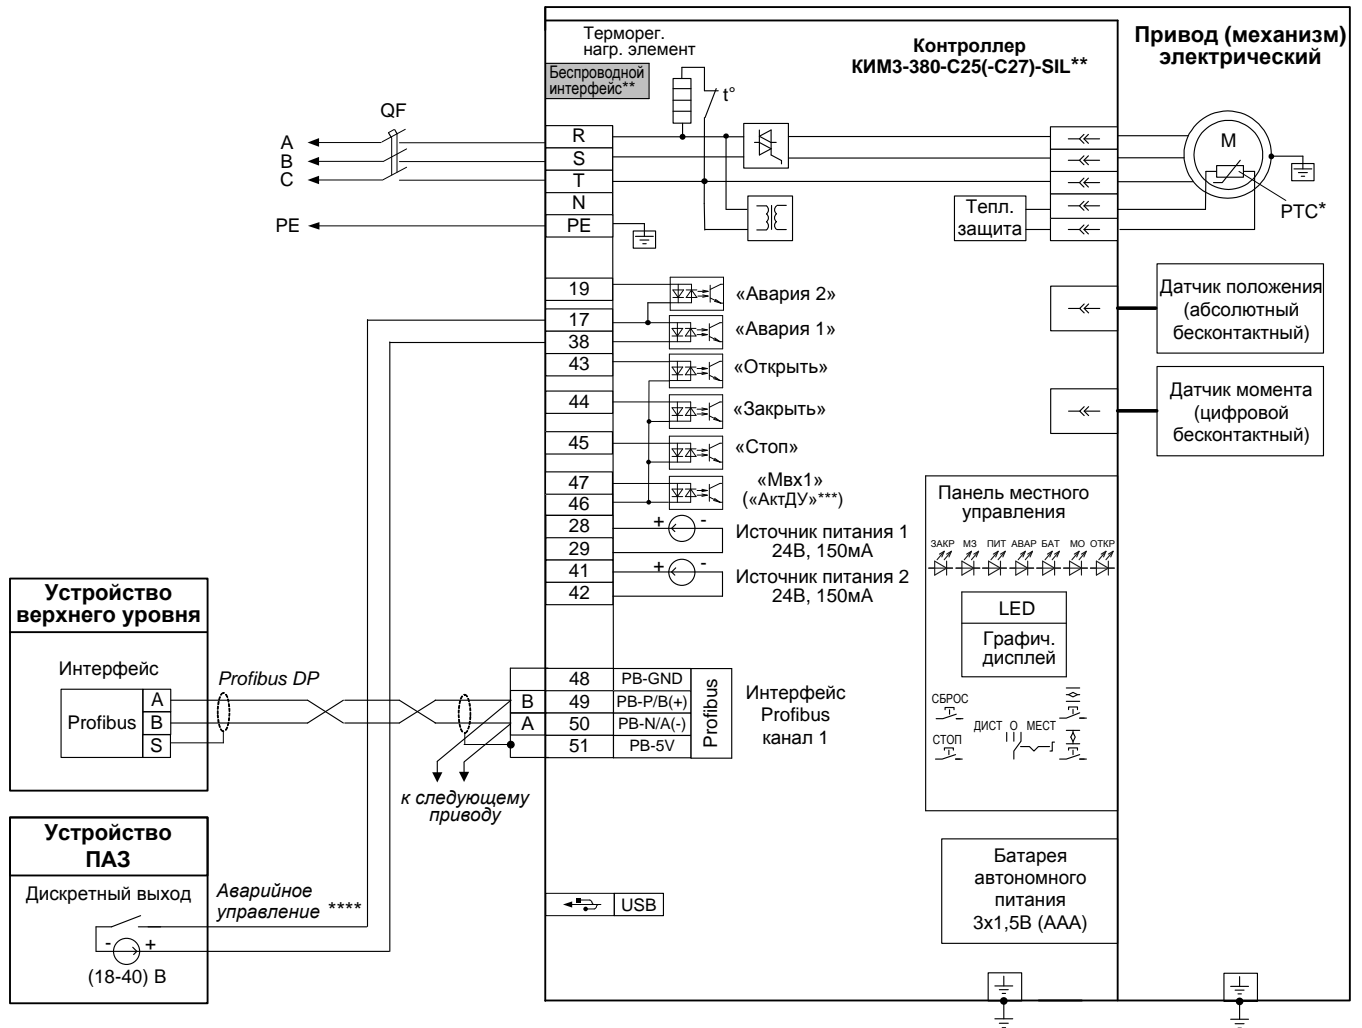 Терморег.
нагр. элемент
Беспроводной
интерфейс**
Контроллер
КИМ3-380-С25(-С27)-SIL**
Привод (механизм)
электрический
t°
QF
A
B
C
PE
R
S
T
N
PE
Тепл.
защита
M
PTC*
19
17
38
43
44
45
47
46
28
29
41
42
«Авария 2»
«Авария 1»
«Открыть»
«Закрыть»
«Стоп»
«Мвх1»
(«АктДУ»***)
+ -
Источник питания 1
24В, 150мА
+ -
Источник питания 2
24В, 150мА
Датчик положения
(абсолютный
бесконтактный)
Датчик момента
(цифровой
бесконтактный)
Панель местного
управления
ЗАКР МЗ ПИТ АВАР БАТ МО ОТКР
LED
Графич.
дисплей
СБРОС
СТОП
ДИСТ О МЕСТ
Устройство
верхнего уровня
Интерфейс
Profibus
A
B
S
Profibus DP
B
A
48 PB-GND
49 PB-P/B(+)
50 PB-N/A(-)
51 PB-5V
Profibus
Интерфейс
Profibus
канал 1
к следующему
приводу
Устройство
ПАЗ
Дискретный выход
- +
(18-40) В
Аварийное
управление ****
USB
Батарея
автономного
питания
3х1,5В (ААА)